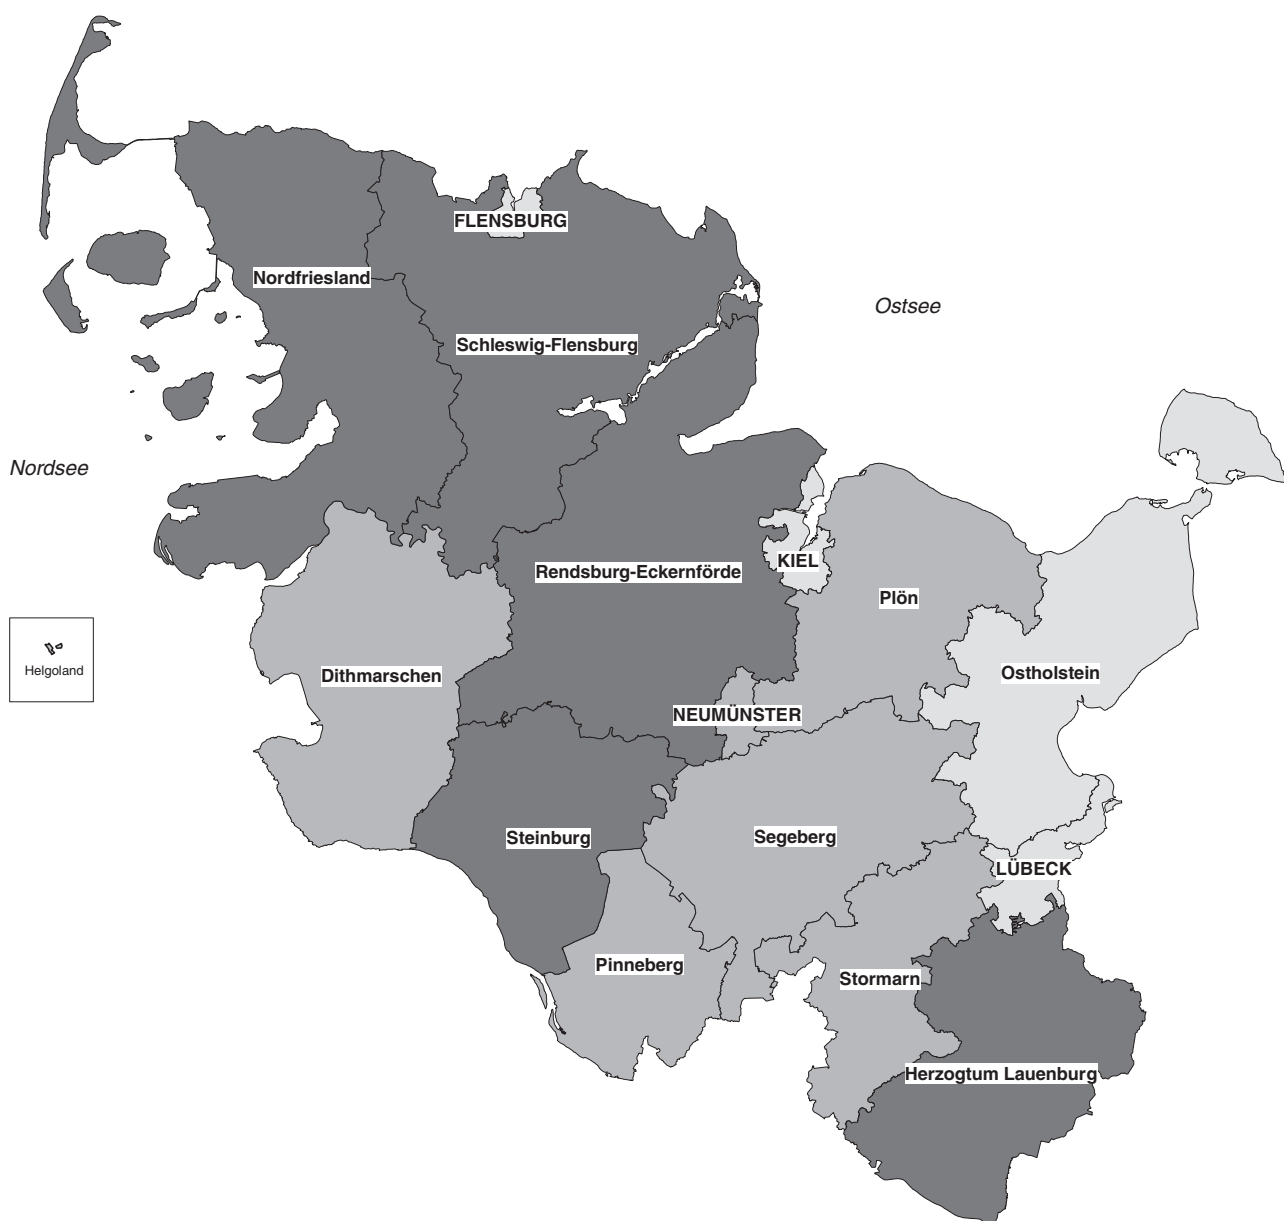 FLENSBURG
Nordfriesland
Ostsee
Schleswig-Flensburg
Nordsee
KIEL
Rendsburg-Eckernförde
Plön
Helgoland
Ostholstein
Dithmarschen
NEUMÜNSTER
Steinburg
Segeberg
LÜBECK
Pinneberg
Stormarn
Herzogtum Lauenburg